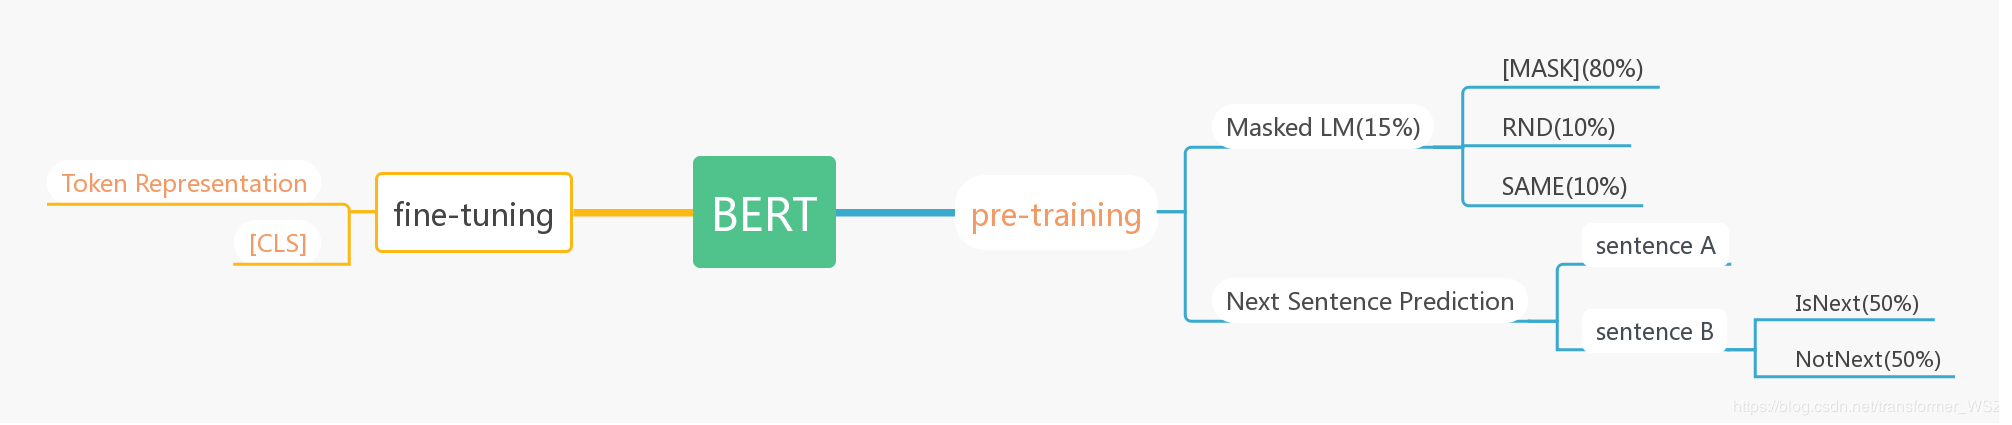 [MASK](80%)
Masked LM(15%)
RND(10%)
Token Representation
SAME(10%)
fine-tuning
BERT
pre-training
[CLS]
sentence A
Next Sentence Prediction
IsNext(50%)
sentence B
NotNext(50%)
https://blog.csdn.net/transformer_WSZ